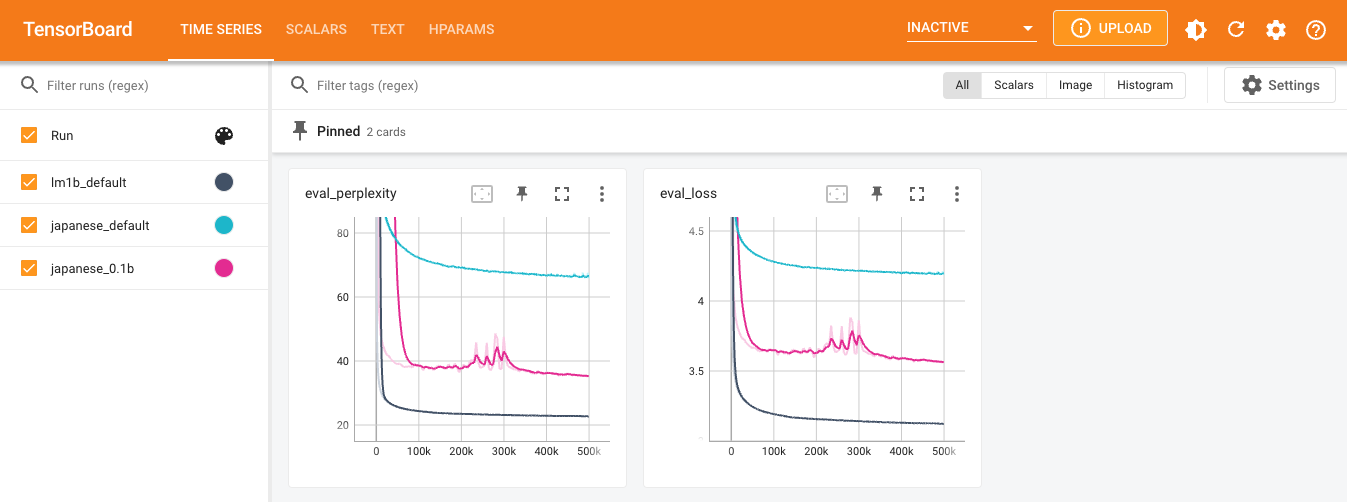 TensorBoard TIME SERIES SCALARS TEXT HPARAMS INACTIVE UPLOAD
Filter runs (regex)
Filter tags (regex) All Scalars Image Histogram Settings
Run
Pinned 2 cards
lm1b_default
japanese_default
japanese_0.1b
eval_perplexity
80
60
40
20
0 100k 200k 300k 400k 500k
eval_loss
4.5
4
3.5
0 100k 200k 300k 400k 500k